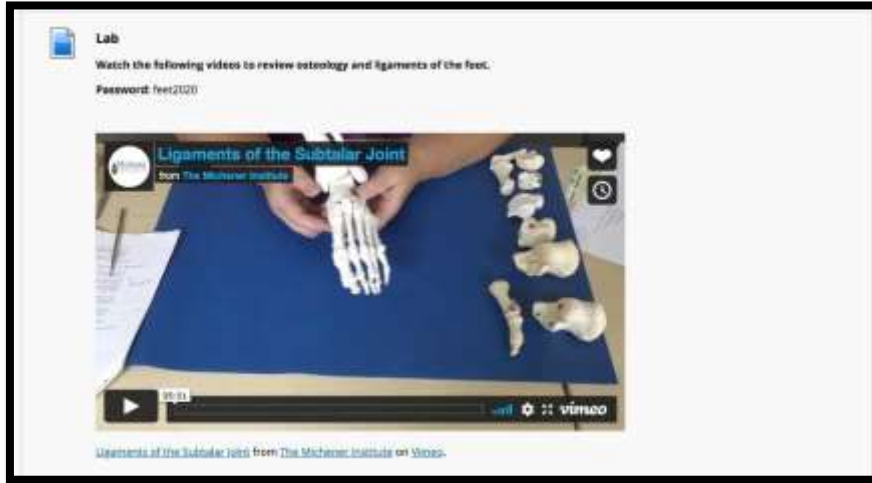 Lab
Watch the following videos to review osteology and ligaments of the feet.
Password: feet2020
Ligaments of the Subtalar Joint
from The Michener Institute
vimeo
Ligaments of the Subtalar Joint from The Michener Institute on Vimeo.